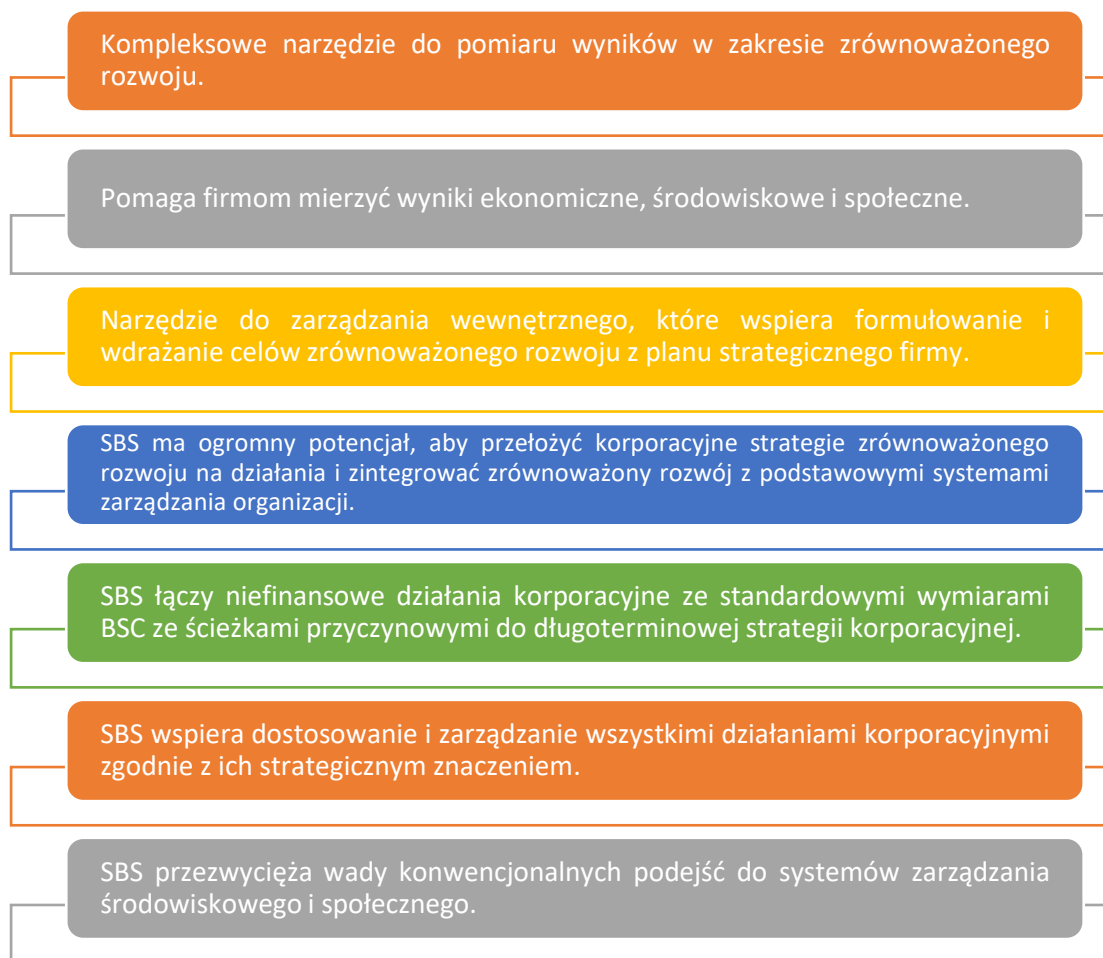 Kompleksowe narzędzie do pomiaru wyników w zakresie zrównoważonego
rozwoju.
Pomaga firmom mierzyć wyniki ekonomiczne, środowiskowe i społeczne.
Narzędzie do zarządzania wewnętrznego, które wspiera formułowanie i
wdrażanie celów zrównoważonego rozwoju z planu strategicznego firmy.
SBS ma ogromny potencjał, aby przełożyć korporacyjne strategie zrównoważonego
rozwoju na działania i zintegrować zrównoważony rozwój z podstawowymi systemami
zarządzania organizacji.
SBS łączy niefinansowe działania korporacyjne ze standardowymi wymiarami
BSC ze ścieżkami przyczynowymi do długoterminowej strategii korporacyjnej.
SBS wspiera dostosowanie i zarządzanie wszystkimi działaniami korporacyjnymi
zgodnie z ich strategicznym znaczeniem.
SBS przezwycięża wady konwencjonalnych podejść do systemów zarządzania
środowiskowego i społecznego.